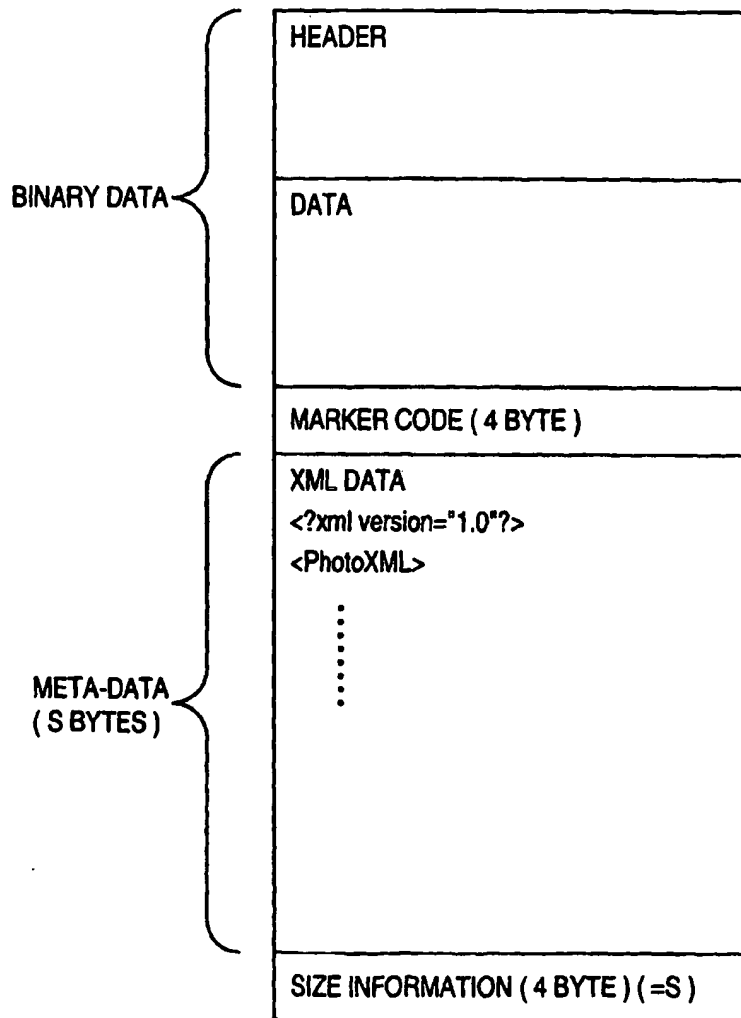 HEADER
BINARY DATA
DATA
MARKER CODE ( 4 BYTE )
XML DATA
<?xml version="1.0"?>
<PhotoXML>
META-DATA
( S BYTES )
SIZE INFORMATION ( 4 BYTE ) ( =S )